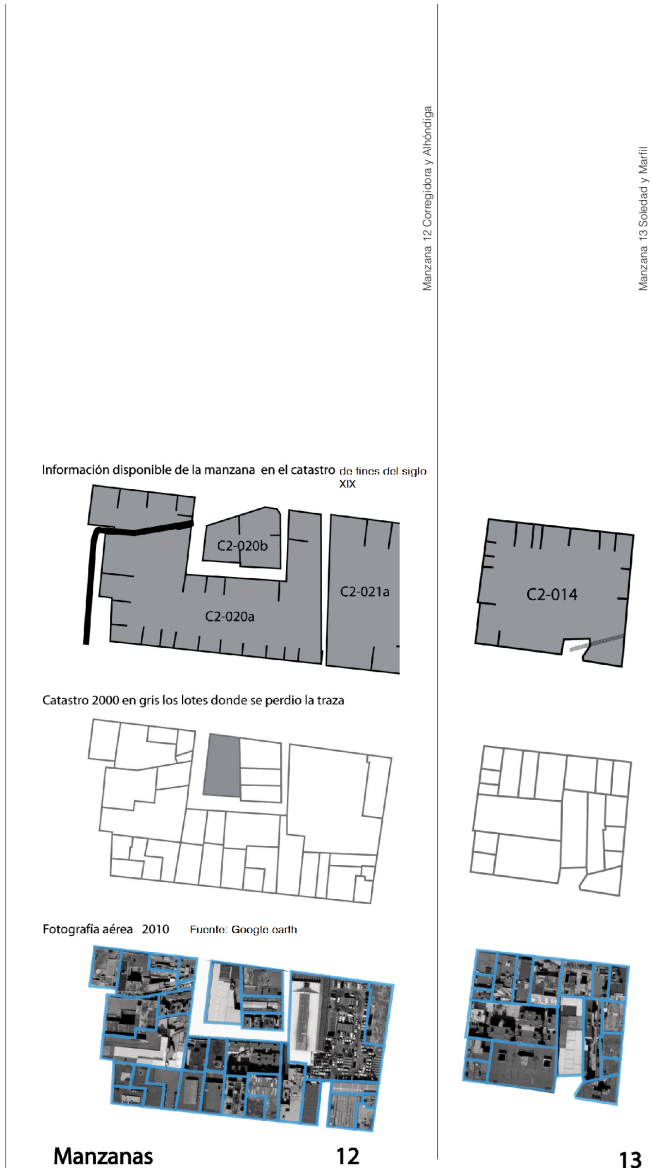 Manzana 12 Corregidora y Alhóndiga
Manzana 13 Soledad y Marfil
Información disponible de la manzana en el catastro de fines del siglo
XIX
C2-020b
C2-020a
C2-021a
C2-014
Catastro 2000 en gris los lotes donde se perdio la traza
Fotografía aérea 2010 Fuente: Google earth
Manzanas 12 13